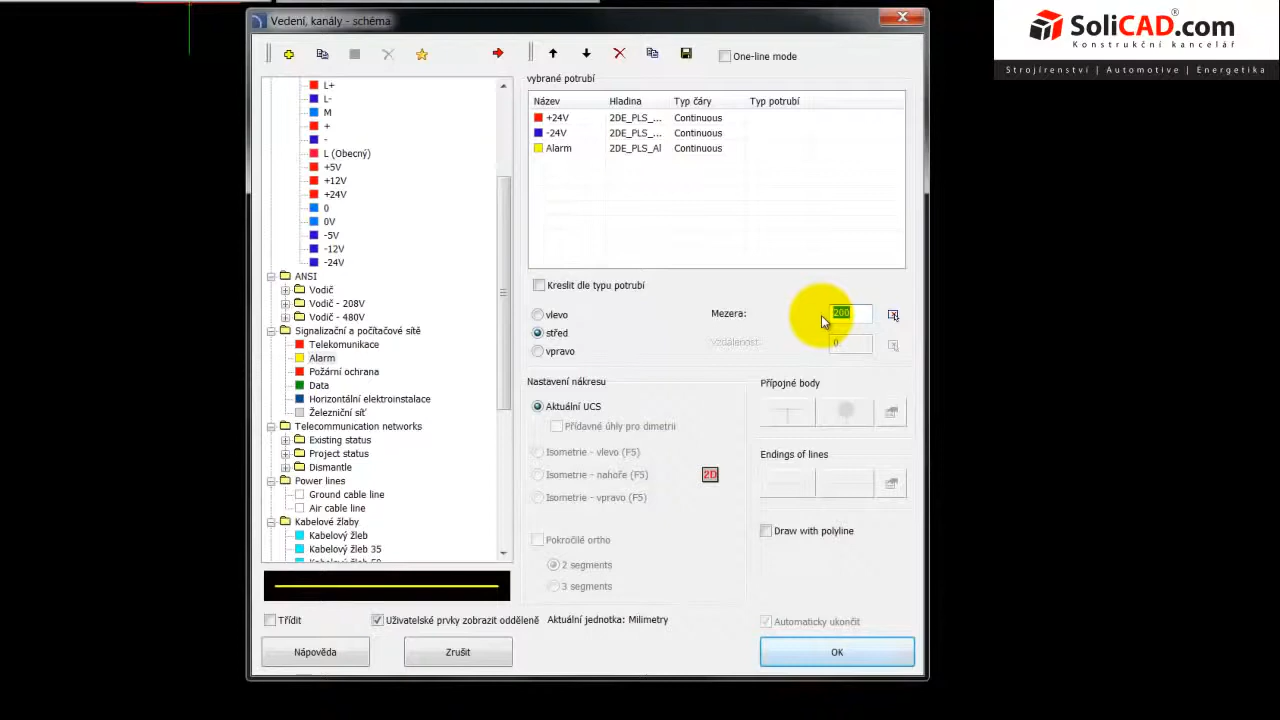 Vedení, kanály - schéma
SoliCAD.com®
Konstrukční kancelář
Strojírenství | Automotive | Energetika
One-line mode
L+
L-
M
+
-
L (Obecný)
+5V
+12V
+24V
0
0V
-5V
-12V
-24V
ANSI
Vodič
Vodič - 208V
Vodič - 480V
Signalizační a počítačové sítě
Telekomunikace
Alarm
Požární ochrana
Data
Horizontální elektroinstalace
Železniční síť
Telecommunication networks
Existing status
Project status
Dismantle
Power lines
Ground cable line
Air cable line
Kabelové žlaby
Kabelový žleb
Kabelový žleb 35
Třídit
Uživatelské prvky zobrazit odděleně
Nápověda
Zrušit
vybrané potrubí
Název Hladina Typ čáry Typ potrubí
+24V 2DE_PLS_... Continuous
-24V 2DE_PLS_... Continuous
Alarm 2DE_PLS_Al Continuous
Kreslit dle typu potrubí
vlevo
střed
vpravo
Mezera: 200
Vzdálenost: 0
Nastavení nákresu
Aktuální UCS
Přídavné úhly pro dimetrii
Isometrie - vlevo (F5)
Isometrie - nahoře (F5)
2D
Isometrie - vpravo (F5)
Pokročilé ortho
2 segments
3 segments
Přípojné body
Endings of lines
Draw with polyline
Aktuální jednotka: Milimetry
Automaticky ukončit
OK